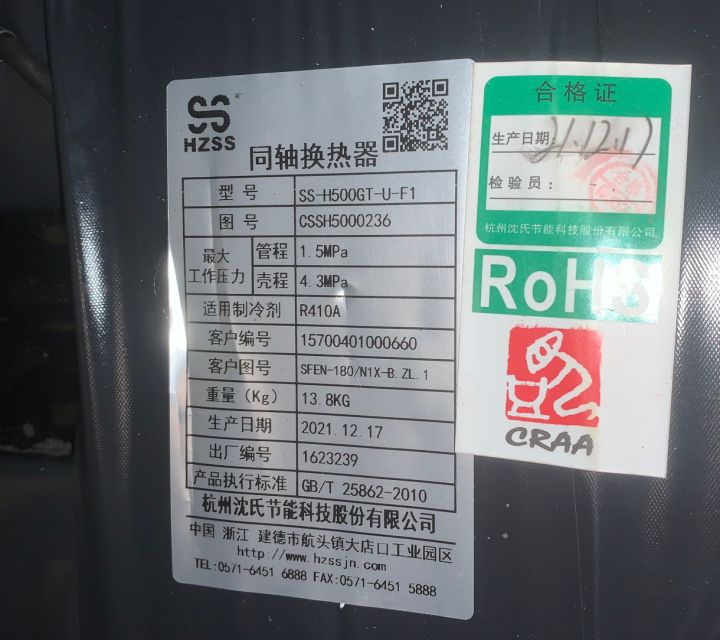 SS
HZSS
同轴换热器
型号 SS-H500GT-U-F1
图号 CSSH5000236
最大工作压力 管程 1.5MPa
壳程 4.3MPa
适用制冷剂 R410A
客户编号 15700401000660
客户图号 SFEN-180/N1X-B.ZL.1
重量（Kg） 13.8KG
生产日期 2021.12.17
出厂编号 1623239
产品执行标准 GB/T 25862-2010
杭州沈氏节能科技股份有限公司
中国 浙江 建德市航头镇大店口工业园区
http://www.hzssjn.com
TEL:0571-6451 6888 FAX:0571-6451 5888
合格证
生产日期: 21.12.17
检验员:
杭州沈氏节能科技股份有限公司
RoHS
CRAA